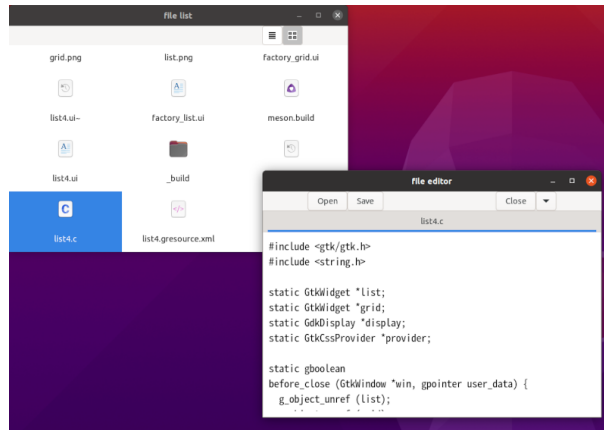 file list
grid.png list.png factory_grid.ui
list4.ui~ factory_list.ui meson.build
list4.ui _build
list4.c list4.gresource.xml
file editor
Open Save Close
list4.c
#include <gtk/gtk.h>
#include <string.h>
static GtkWidget *list;
static GtkWidget *grid;
static GdkDisplay *display;
static GtkCssProvider *provider;
static gboolean
before_close (GtkWindow *win, gpointer user_data) {
g_object_unref (list);